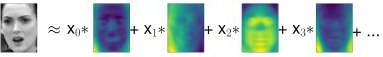 ≈ x₀* + x₁* + x₂* + x₃* + ...